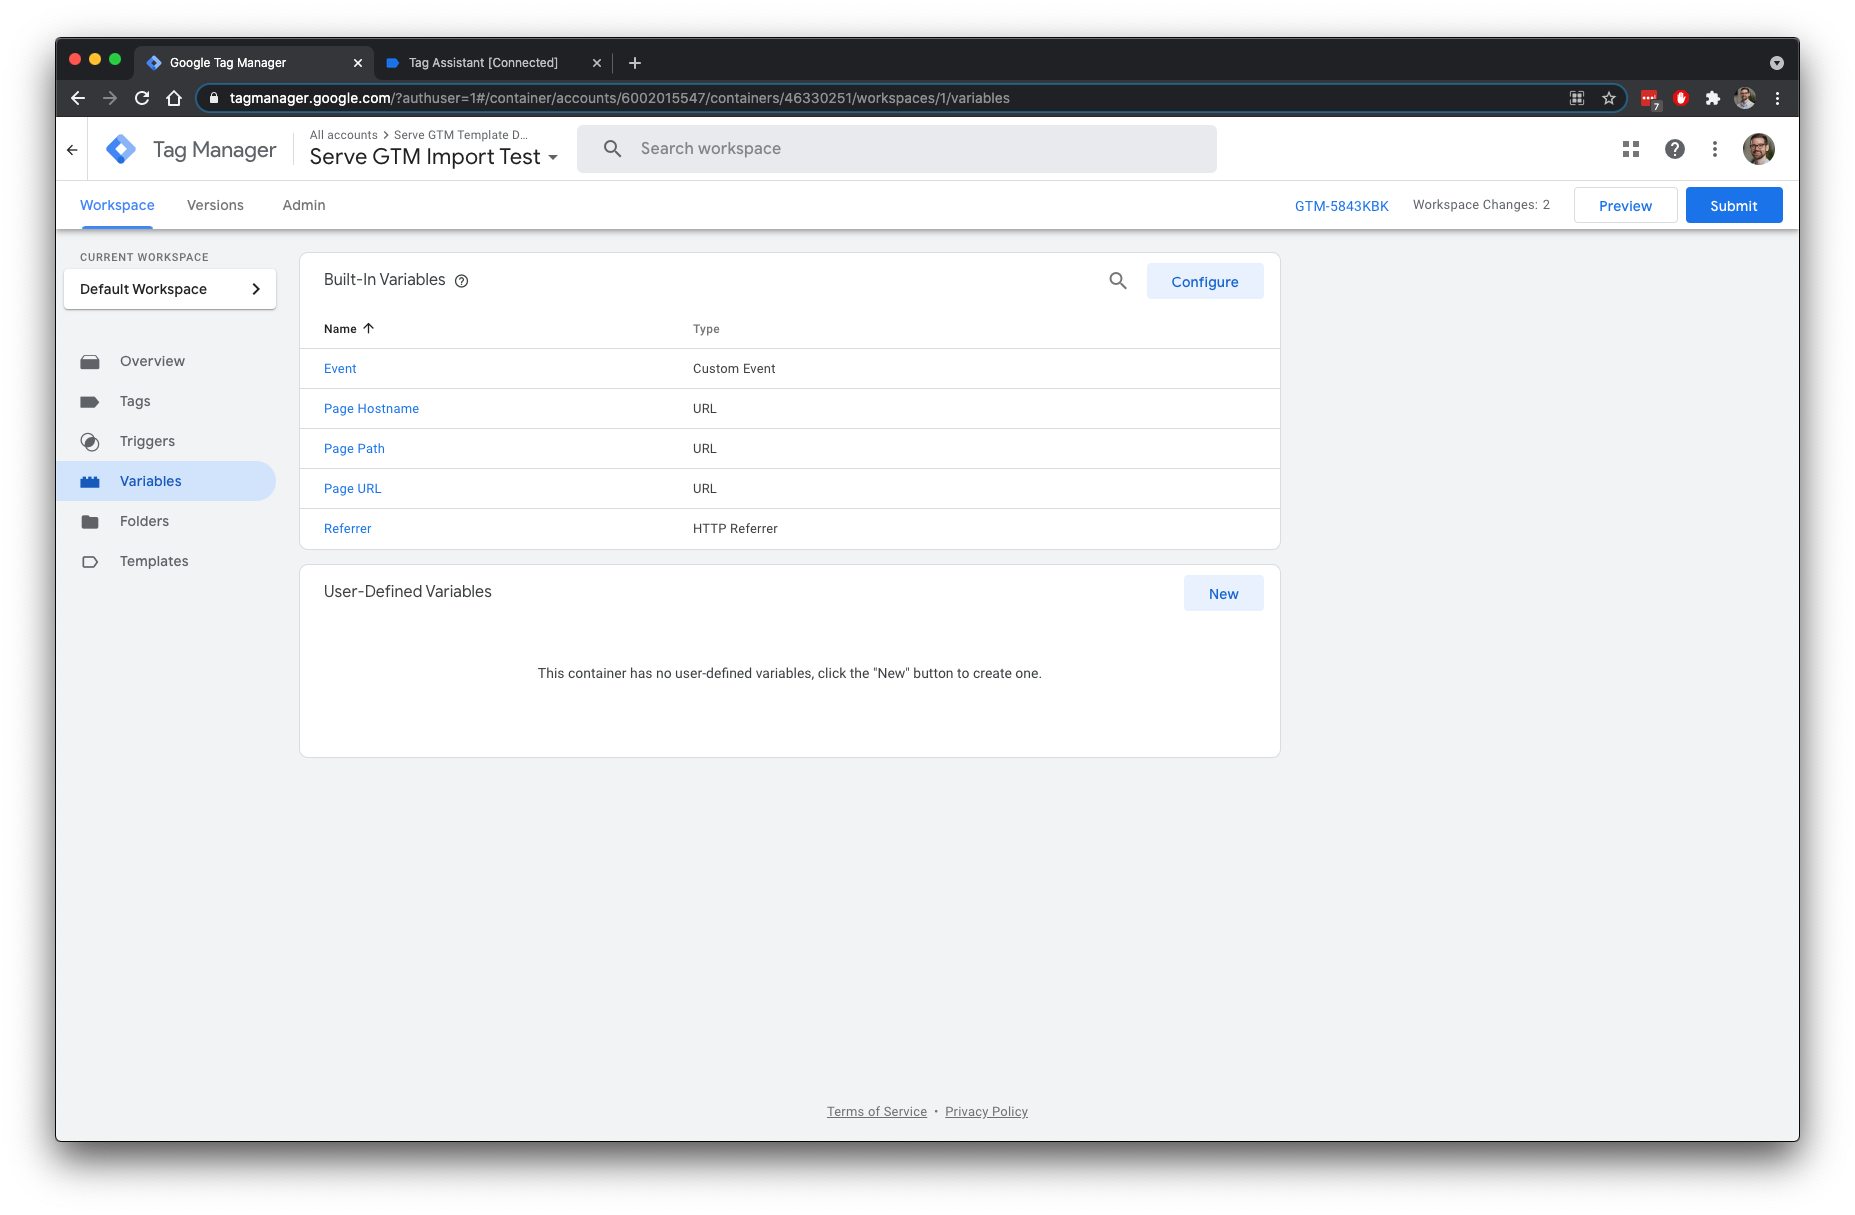 Google Tag Manager
Tag Assistant [Connected]
tagmanager.google.com/?authuser=1#/container/accounts/6002015547/containers/46330251/workspaces/1/variables
7
Tag Manager
All accounts > Serve GTM Template D...
Serve GTM Import Test
Search workspace
Workspace
Versions
Admin
GTM-5843KBK
Workspace Changes: 2
Preview
Submit
CURRENT WORKSPACE
Default Workspace
Overview
Tags
Triggers
Variables
Folders
Templates
Built-In Variables
Configure
Name
Type
Event
Custom Event
Page Hostname
URL
Page Path
URL
Page URL
URL
Referrer
HTTP Referrer
User-Defined Variables
New
This container has no user-defined variables, click the "New" button to create one.
Terms of Service • Privacy Policy